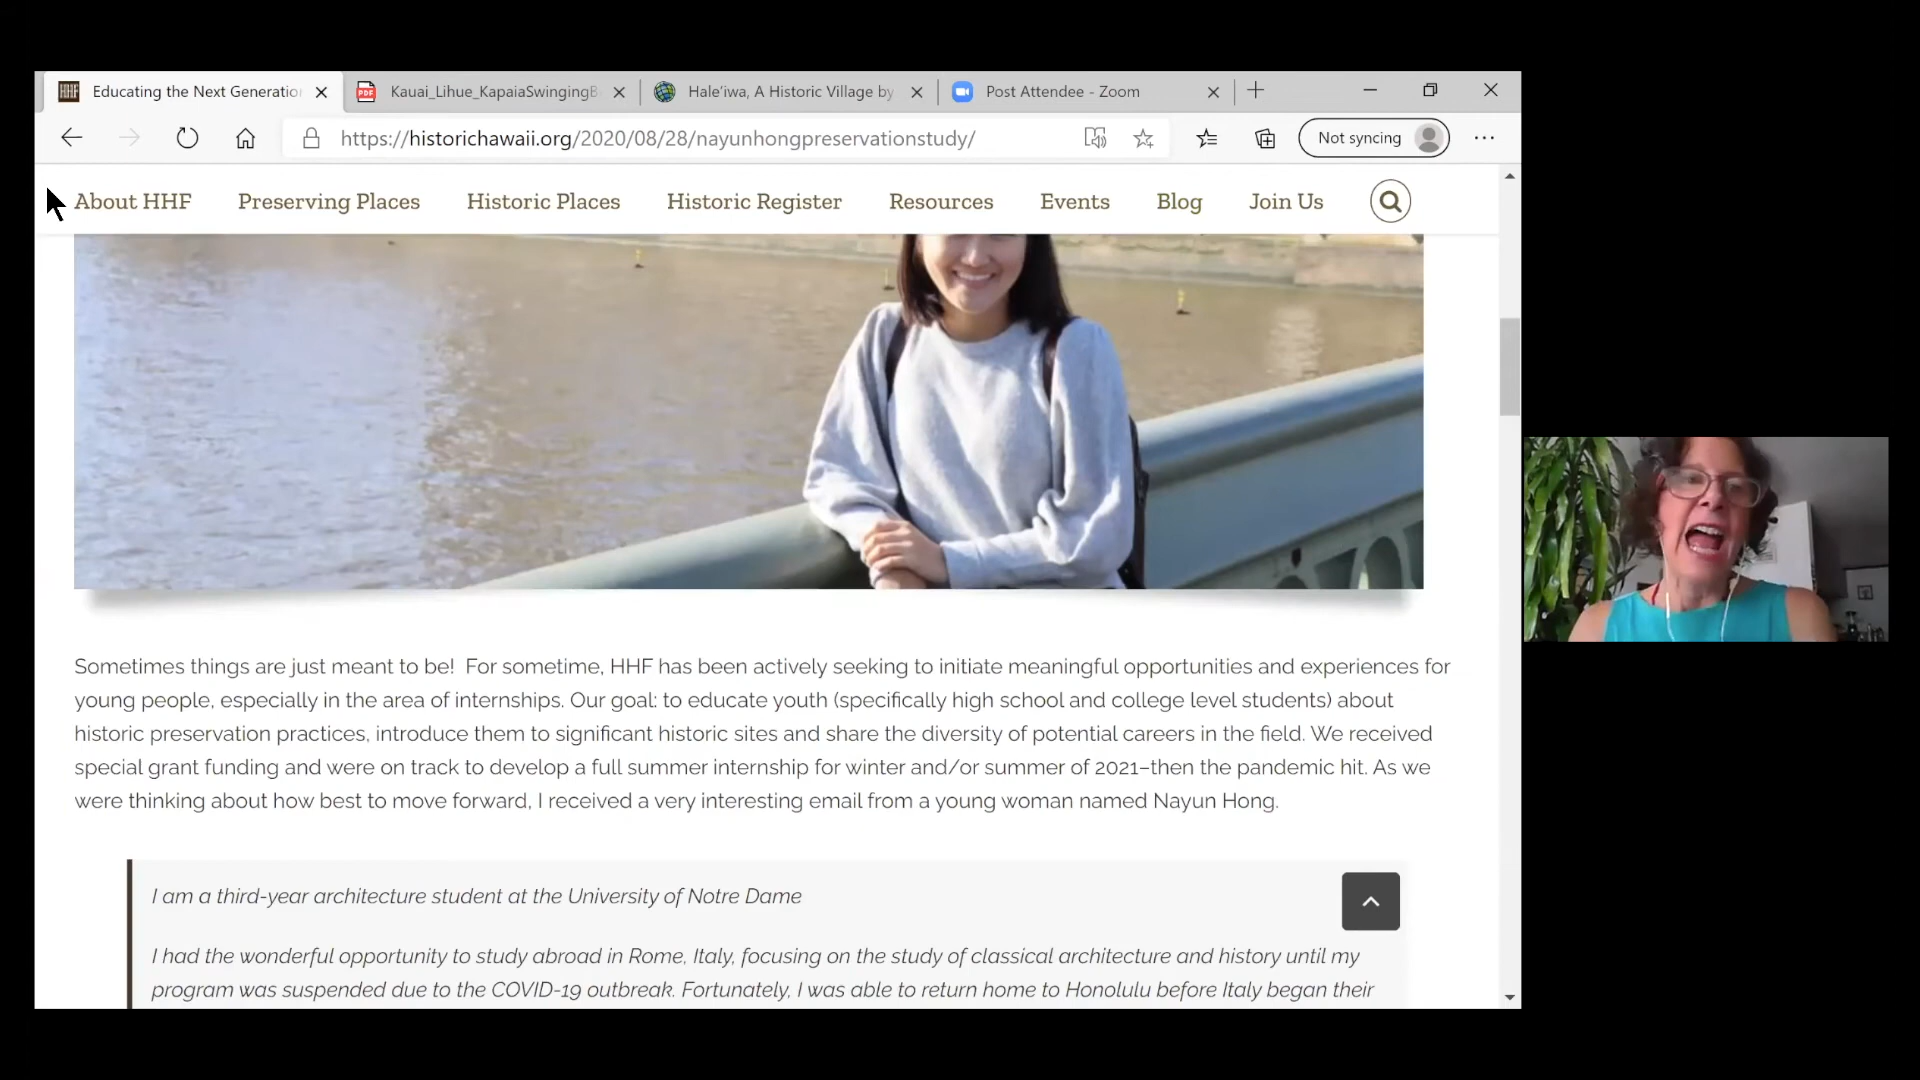 HHF Educating the Next Generatio
PDF Kauai_Lihue_KapaiaSwingingB
Hale'iwa, A Historic Village by
Post Attendee - Zoom
https://historichawaii.org/2020/08/28/nayunhongpreservationstudy/
Not syncing
About HHF Preserving Places Historic Places Historic Register Resources Events Blog Join Us
Sometimes things are just meant to be!  For sometime, HHF has been actively seeking to initiate meaningful opportunities and experiences for
young people, especially in the area of internships. Our goal: to educate youth (specifically high school and college level students) about
historic preservation practices, introduce them to significant historic sites and share the diversity of potential careers in the field. We received
special grant funding and were on track to develop a full summer internship for winter and/or summer of 2021–then the pandemic hit. As we
were thinking about how best to move forward, I received a very interesting email from a young woman named Nayun Hong.
I am a third-year architecture student at the University of Notre Dame
I had the wonderful opportunity to study abroad in Rome, Italy, focusing on the study of classical architecture and history until my
program was suspended due to the COVID-19 outbreak. Fortunately, I was able to return home to Honolulu before Italy began their